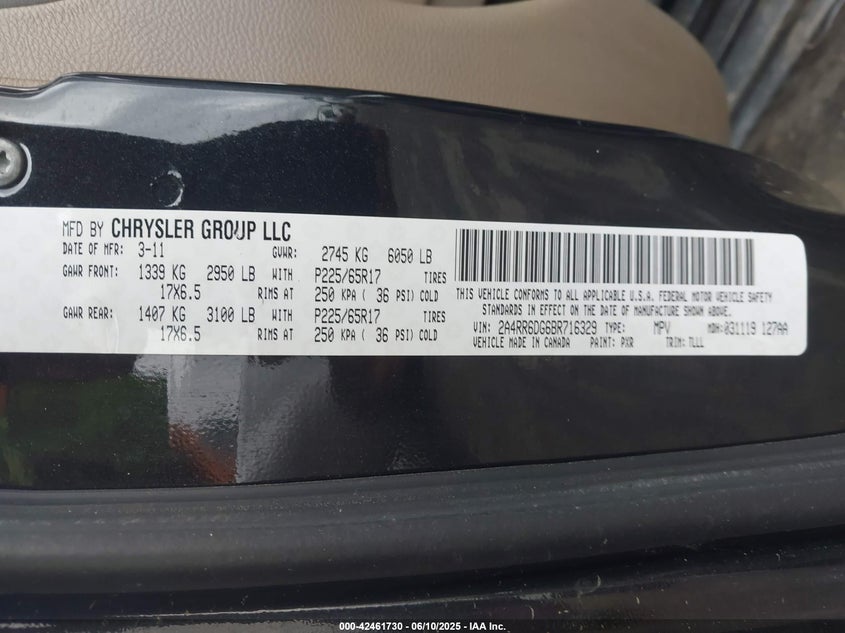 MFD BY CHRYSLER GROUP LLC
DATE OF MFR: 3-11 GVWR: 2745 KG 6050 LB
GAWR FRONT: 1339 KG 2950 LB WITH P225/65R17 TIRES
17X6.5 RIMS AT 250 KPA ( 36 PSI) COLD
GAWR REAR: 1407 KG 3100 LB WITH P225/65R17 TIRES
17X6.5 RIMS AT 250 KPA ( 36 PSI) COLD
THIS VEHICLE CONFORMS TO ALL APPLICABLE U.S.A. FEDERAL MOTOR VEHICLE SAFETY
STANDARDS IN EFFECT ON THE DATE OF MANUFACTURE SHOWN ABOVE
VIN: 2A4RR6DG6BR716329 TYPE: MPV MDH: 031119 127AA
VEHICLE MADE IN CANADA PAINT: PXR TRIM: TLLL
000-42461730 - 06/10/2025 - IAA Inc.